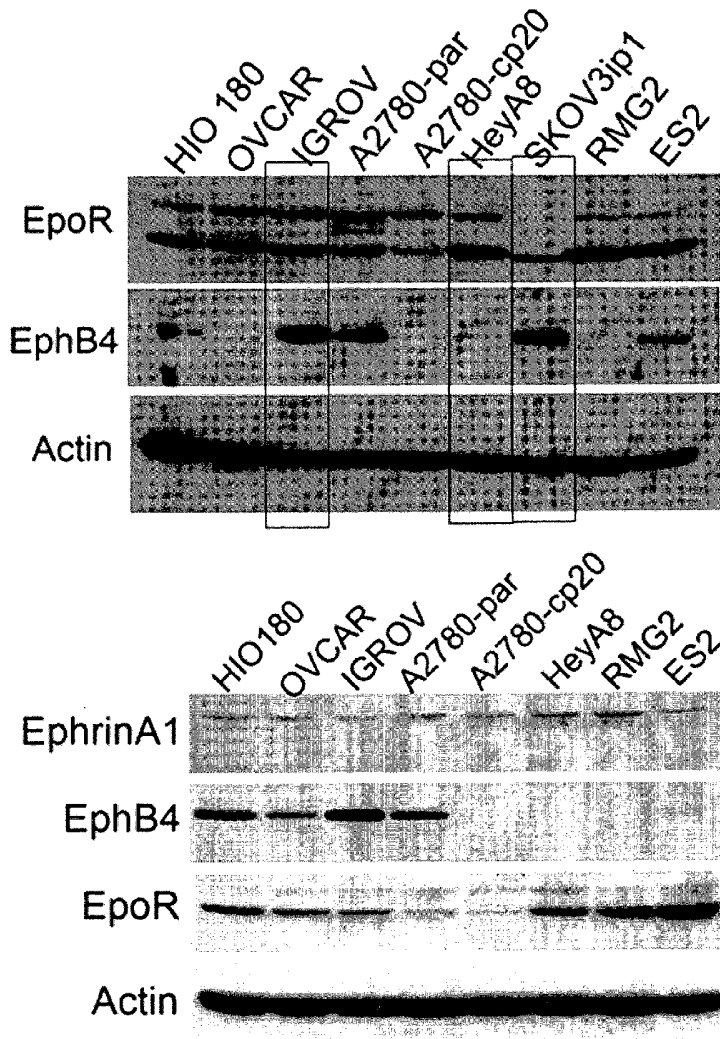 HIO 180
OVCAR
IGROV
A2780-par
A2780-cp20
HeyA8
SKOV3ip1
RMG2
ES2
EpoR
EphB4
Actin
HIO180
OVCAR
IGROV
A2780-par
A2780-cp20
HeyA8
RMG2
ES2
EphrinA1
EphB4
EpoR
Actin